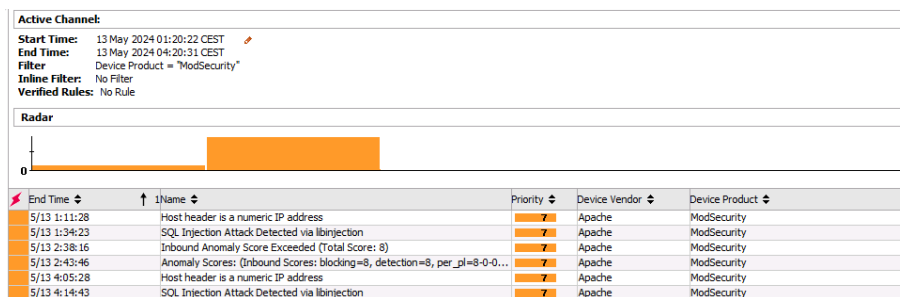 Active Channel:
Start Time: 13 May 2024 01:20:22 CEST
End Time: 13 May 2024 04:20:31 CEST
Filter Device Product = "ModSecurity"
Inline Filter: No Filter
Verified Rules: No Rule
Radar
0
End Time 1 Name Priority Device Vendor Device Product
5/13 1:11:28 Host header is a numeric IP address 7 Apache ModSecurity
5/13 1:34:23 SQL Injection Attack Detected via libinjection 7 Apache ModSecurity
5/13 2:38:16 Inbound Anomaly Score Exceeded (Total Score: 8) 7 Apache ModSecurity
5/13 2:43:46 Anomaly Scores: (Inbound Scores: blocking=8, detection=8, per_pl=8-0-0... 7 Apache ModSecurity
5/13 4:05:28 Host header is a numeric IP address 7 Apache ModSecurity
5/13 4:14:43 SQL Injection Attack Detected via libinjection 7 Apache ModSecurity